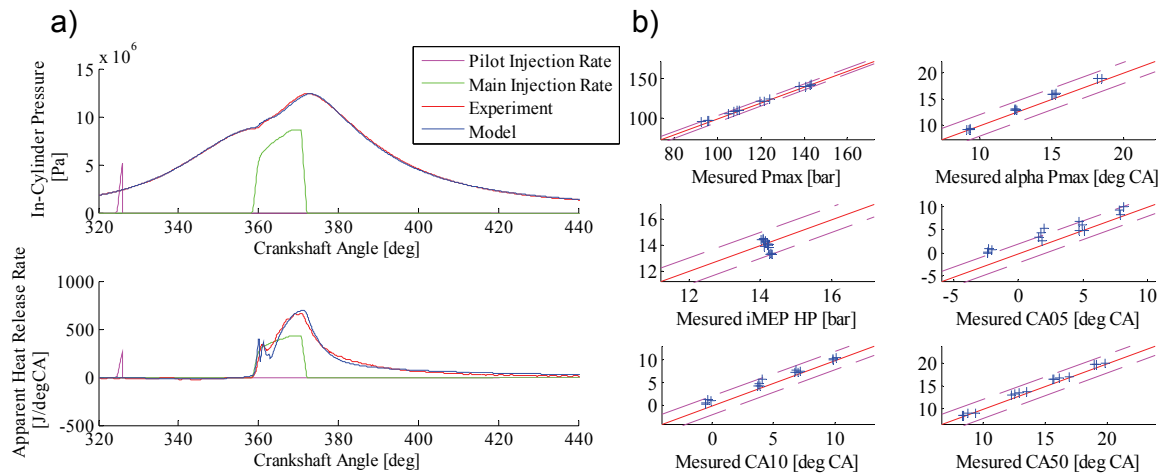 a)
x 10^6
In-Cylinder Pressure
[Pa]
15
10
5
0
320 340 360 380 400 420 440
Crankshaft Angle [deg]
Pilot Injection Rate
Main Injection Rate
Experiment
Model
Apparent Heat Release Rate
[J/degCA]
1000
500
0
-500
320 340 360 380 400 420 440
Crankshaft Angle [deg]
b)
150
100
80 100 120 140 160
Mesured Pmax [bar]
20
15
10
10 15 20
Mesured alpha Pmax [deg CA]
16
15
14
13
12
12 14 16
Mesured iMEP HP [bar]
10
5
0
-5
-5 0 5 10
Mesured CA05 [deg CA]
10
5
0
0 5 10
Mesured CA10 [deg CA]
20
15
10
10 15 20
Mesured CA50 [deg CA]